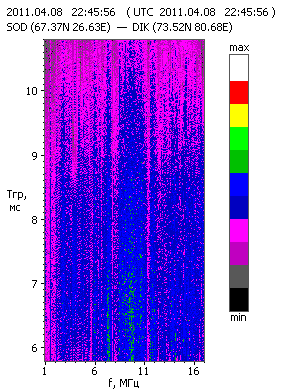 2011.04.08 22:45:56 (UTC 2011.04.08 22:45:56)
SOD (67.37N 26.63E) — DIK (73.52N 80.68E)
max
10
9
Тгр,
мс
8
7
6
min
1 6 11 16
f, МГц